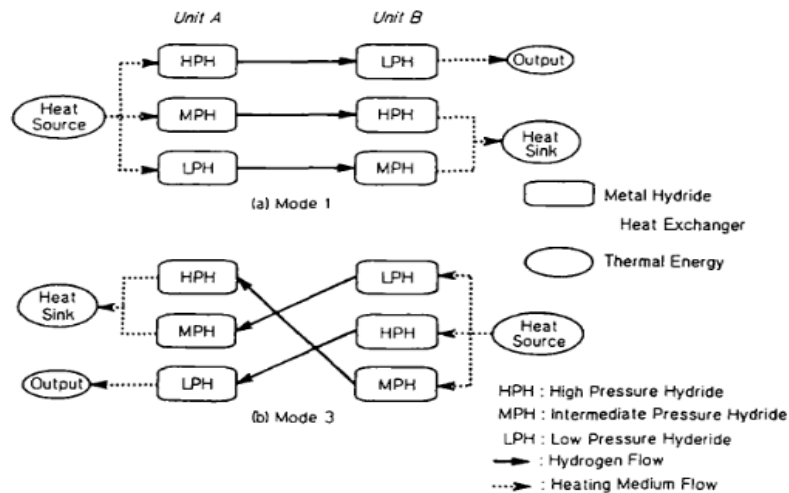 Unit A
Unit B
HPH
LPH
Output
Heat
Source
MPH
HPH
Heat
Sink
LPH
MPH
(a) Mode 1
Metal Hydride
Heat Exchanger
Thermal Energy
HPH
LPH
Heat
Sink
MPH
HPH
Heat
Source
Output
LPH
MPH
(b) Mode 3
HPH : High Pressure Hydride
MPH : Intermediate Pressure Hydride
LPH : Low Pressure Hyderide
: Hydrogen Flow
: Heating Medium Flow